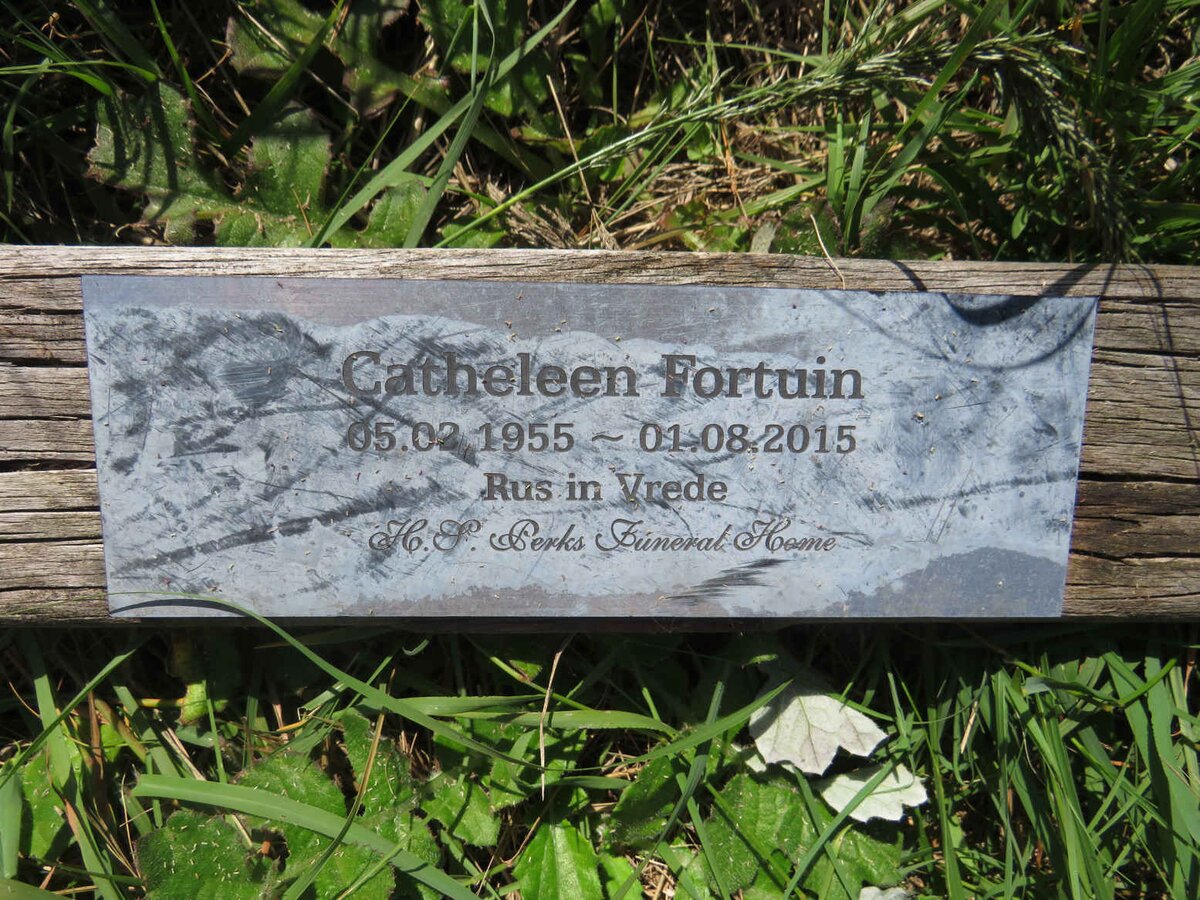 Catheleen Fortuin
05.02.1955 ~ 01.08.2015
Rus in Vrede
H.S. Perks Funeral Home